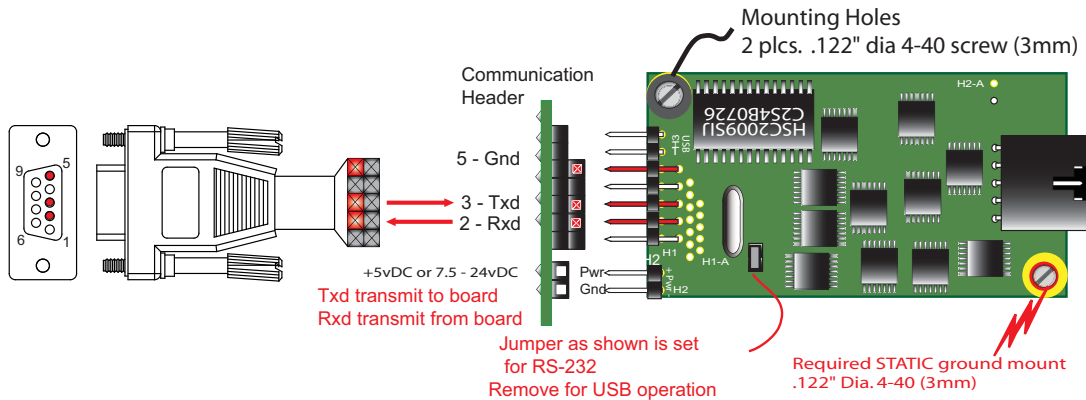 Mounting Holes
2 plcs. .122" dia 4-40 screw (3mm)
Communication
Header
5 - Gnd
3 - Txd
2 - Rxd
+5vDC or 7.5 - 24vDC
Pwr
Gnd
Txd transmit to board
Rxd transmit from board
Jumper as shown is set
for RS-232
Remove for USB operation
Required STATIC ground mount
.122" Dia. 4-40 (3mm)
9
5
6
1
HSC2009SIJ
C2S4B0726
USB
H3
H1
H1-A
H2
+Pwr-
H2
H2-A